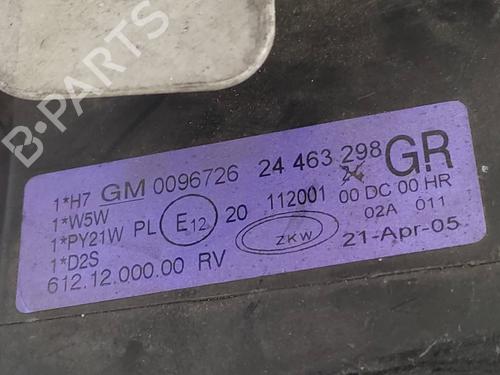 B-PARTS
1*H7 GM 0096726 24 463 298 GR
1*W5W PL E12 20 112001 00 DC 00 HR
1*PY21W ZKW 02A 011
1*D2S 21-Apr-05
612.12.000.00 RV